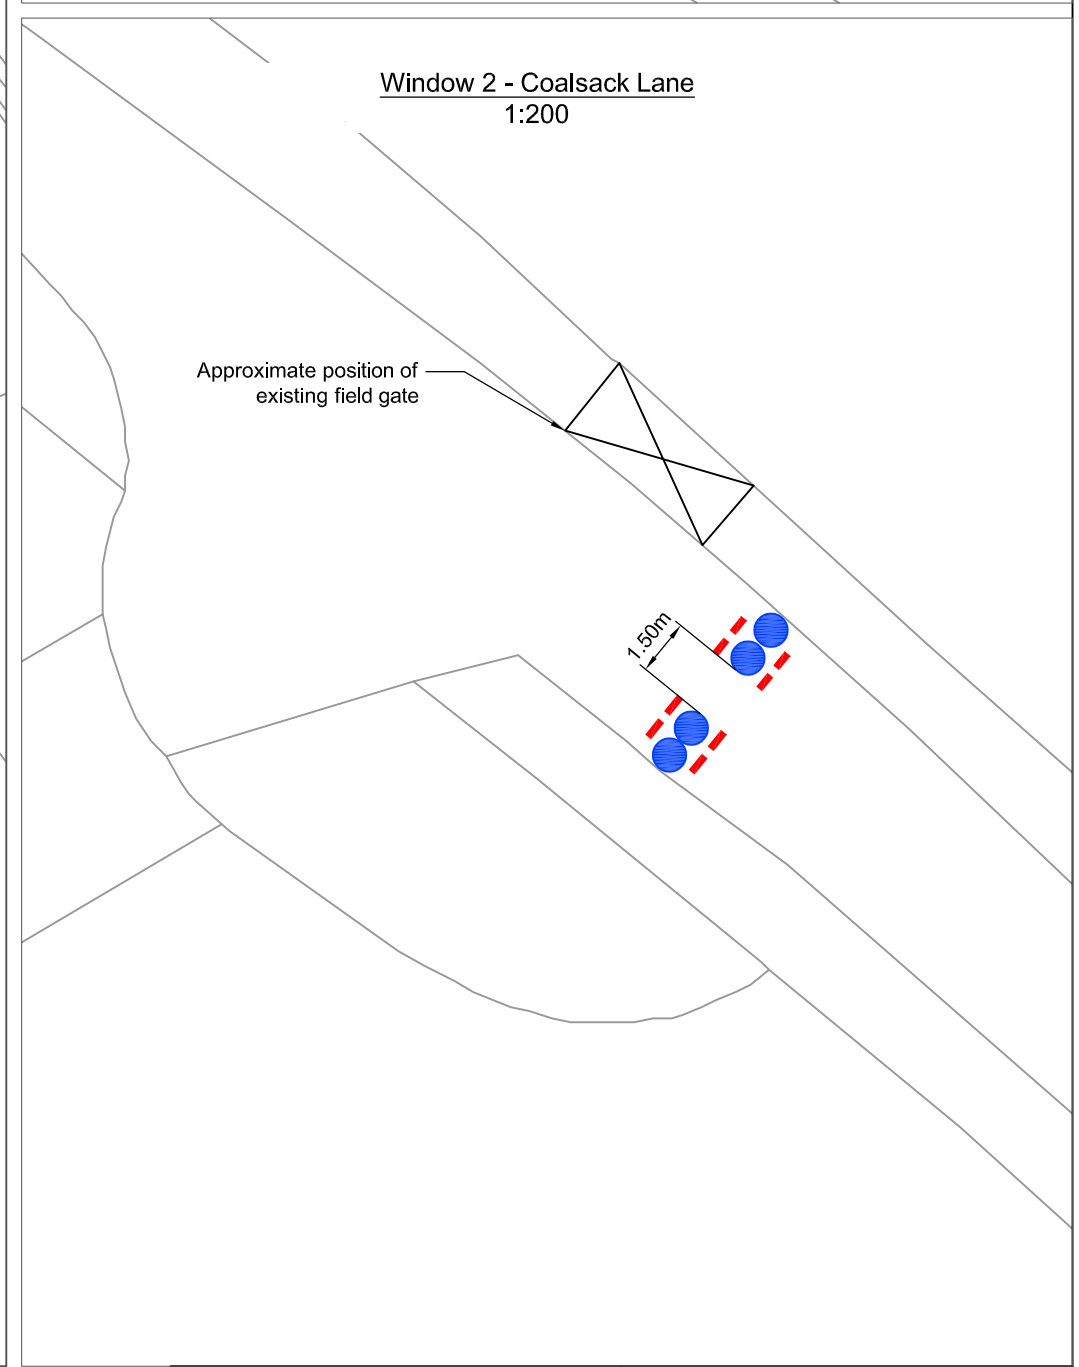 Window 2 - Coalsack Lane
1:200
Approximate position of
existing field gate
1.50m